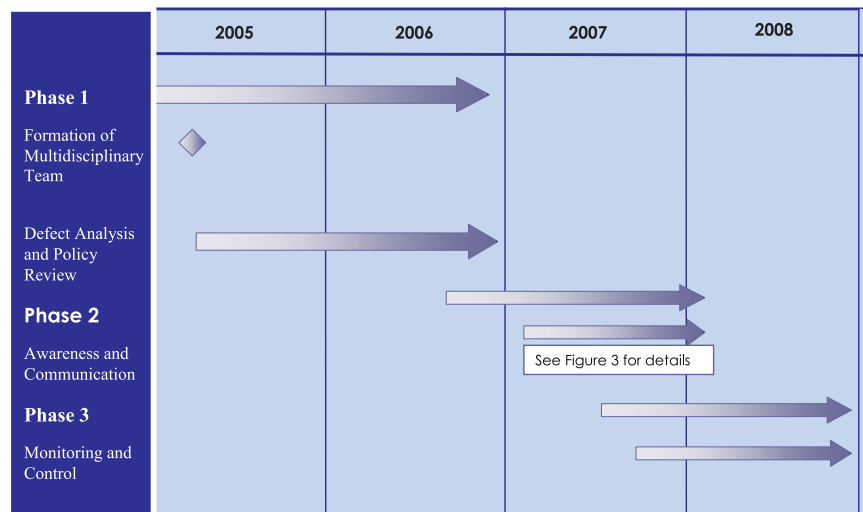 2005
2006
2007
2008
Phase 1
Formation of
Multidisciplinary
Team
Defect Analysis
and Policy
Review
Phase 2
Awareness and
Communication
See Figure 3 for details
Phase 3
Monitoring and
Control